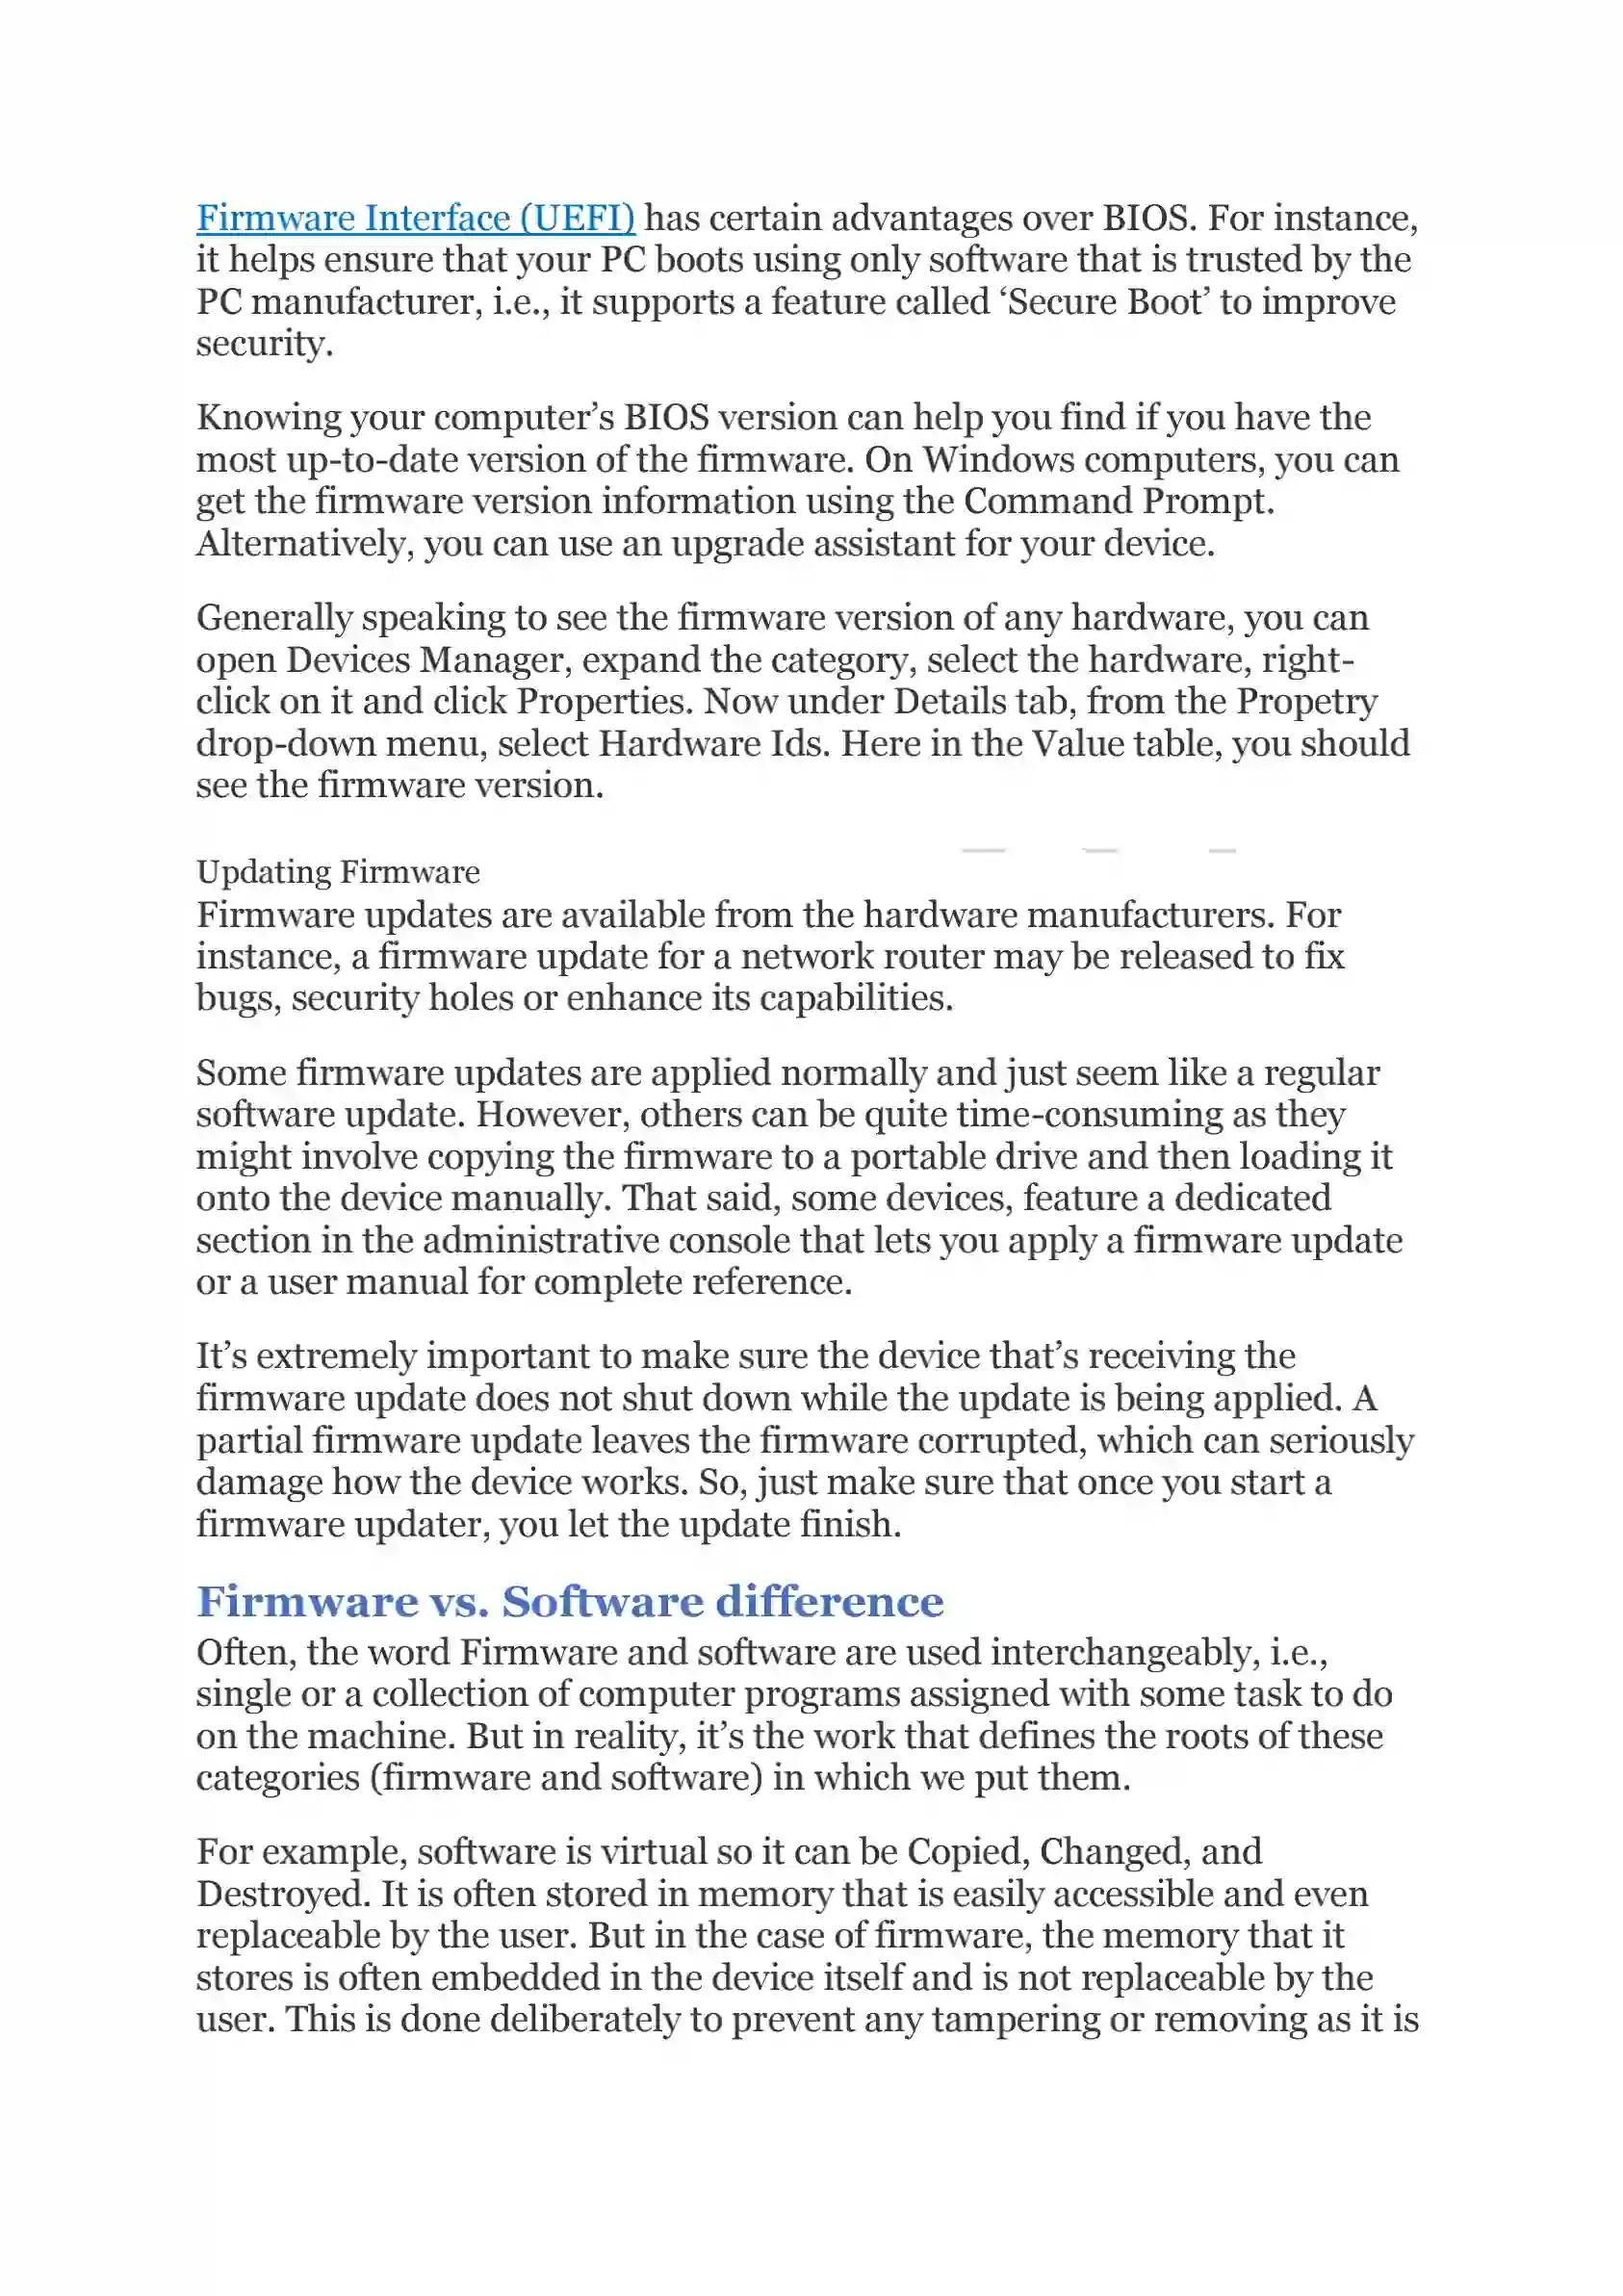 Firmware Interface (UEFI) has certain advantages over BIOS. For instance,
it helps ensure that your PC boots using only software that is trusted by the
PC manufacturer, i.e., it supports a feature called ‘Secure Boot’ to improve
security.
Knowing your computer’s BIOS version can help you find if you have the
most up-to-date version of the firmware. On Windows computers, you can
get the firmware version information using the Command Prompt.
Alternatively, you can use an upgrade assistant for your device.
Generally speaking to see the firmware version of any hardware, you can
open Devices Manager, expand the category, select the hardware, right-
click on it and click Properties. Now under Details tab, from the Propetry
drop-down menu, select Hardware Ids. Here in the Value table, you should
see the firmware version.
Updating Firmware
Firmware updates are available from the hardware manufacturers. For
instance, a firmware update for a network router may be released to fix
bugs, security holes or enhance its capabilities.
Some firmware updates are applied normally and just seem like a regular
software update. However, others can be quite time-consuming as they
might involve copying the firmware to a portable drive and then loading it
onto the device manually. That said, some devices, feature a dedicated
section in the administrative console that lets you apply a firmware update
or a user manual for complete reference.
It’s extremely important to make sure the device that’s receiving the
firmware update does not shut down while the update is being applied. A
partial firmware update leaves the firmware corrupted, which can seriously
damage how the device works. So, just make sure that once you start a
firmware updater, you let the update finish.
Firmware vs. Software difference
Often, the word Firmware and software are used interchangeably, i.e.,
single or a collection of computer programs assigned with some task to do
on the machine. But in reality, it’s the work that defines the roots of these
categories (firmware and software) in which we put them.
For example, software is virtual so it can be Copied, Changed, and
Destroyed. It is often stored in memory that is easily accessible and even
replaceable by the user. But in the case of firmware, the memory that it
stores is often embedded in the device itself and is not replaceable by the
user. This is done deliberately to prevent any tampering or removing as it is